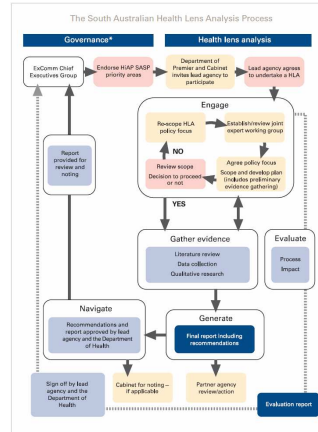 The South Australian Health Lens Analysis Process
Governance*
Health lens analysis
ExComm Chief
Executives Group
Endorse HiAP SASP
priority areas
Department of
Premier and Cabinet
invites lead agency to
participate
Lead agency agrees
to undertake a HLA
Engage
Re-scope HLA
policy focus
Establish/review joint
expert working group
NO
Review scope
Decision to proceed
or not
Agree policy focus
Scope and develop plan
(includes preliminary
evidence gathering)
Report
provided for
review and
noting
YES
Gather evidence
Literature review
Data collection
Qualitative research
Evaluate
Process
Impact
Navigate
Recommendations and
report approved by lead
agency and the Department
of Health
Generate
Final report including
recommendations
Sign off by lead
agency and the
Department of
Health
Cabinet for noting—
if applicable
Partner agency
review/action
Evaluation report